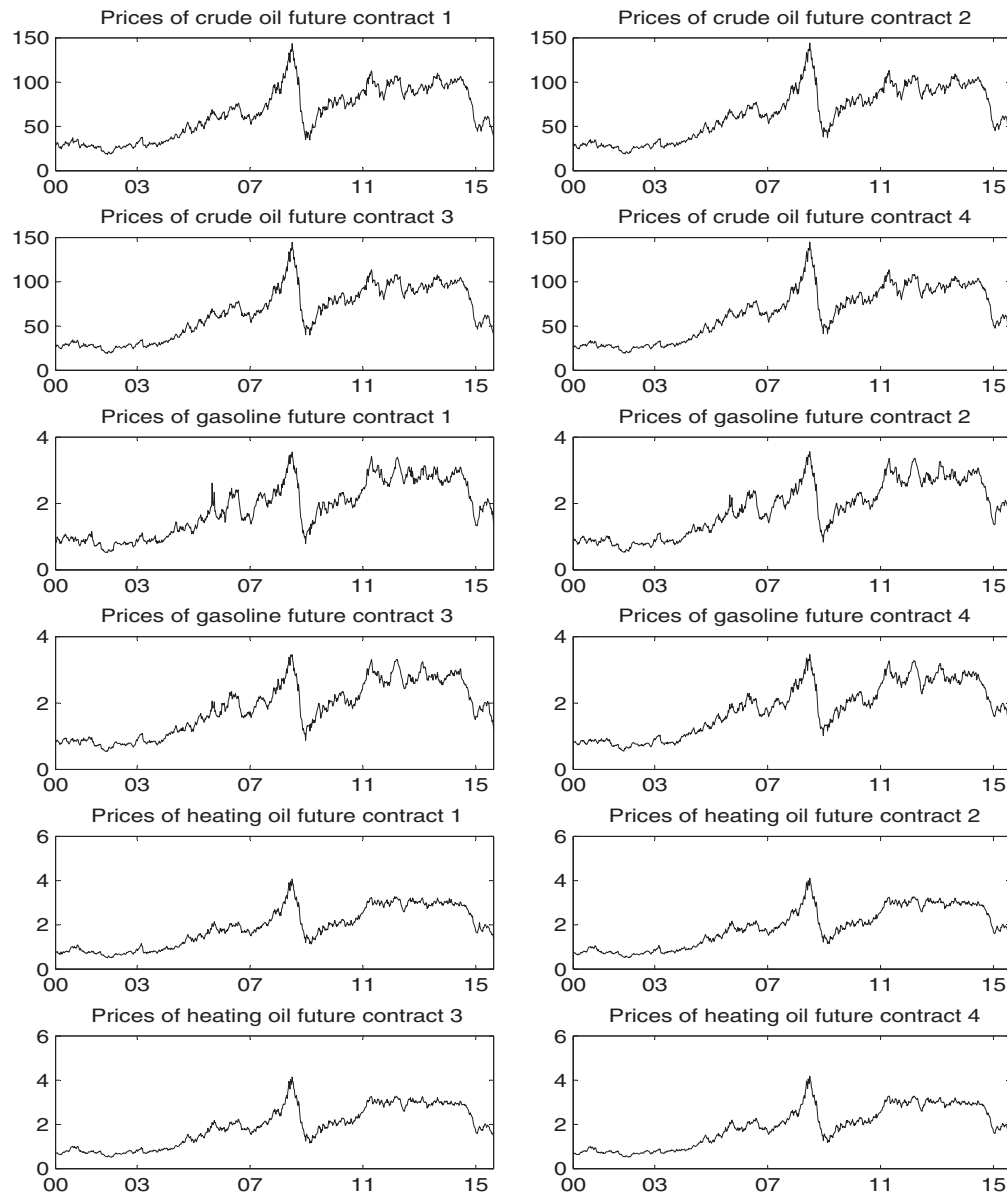 Prices of crude oil future contract 1
150
100
50
0
00 03 07 11 15
Prices of crude oil future contract 2
150
100
50
0
00 03 07 11 15
Prices of crude oil future contract 3
150
100
50
0
00 03 07 11 15
Prices of crude oil future contract 4
150
100
50
0
00 03 07 11 15
Prices of gasoline future contract 1
4
2
0
00 03 07 11 15
Prices of gasoline future contract 2
4
2
0
00 03 07 11 15
Prices of gasoline future contract 3
4
2
0
00 03 07 11 15
Prices of gasoline future contract 4
4
2
0
00 03 07 11 15
Prices of heating oil future contract 1
6
4
2
0
00 03 07 11 15
Prices of heating oil future contract 2
6
4
2
0
00 03 07 11 15
Prices of heating oil future contract 3
6
4
2
0
00 03 07 11 15
Prices of heating oil future contract 4
6
4
2
0
00 03 07 11 15